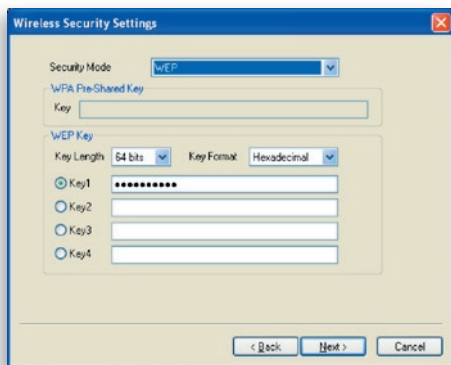 Wireless Security Settings
Security Mode WEP
WPA Pre-Shared Key
Key
WEP Key
Key Length 64 bits Key Format Hexadecimal
Key1 ••••••••••
Key2
Key3
Key4
< Back Next > Cancel